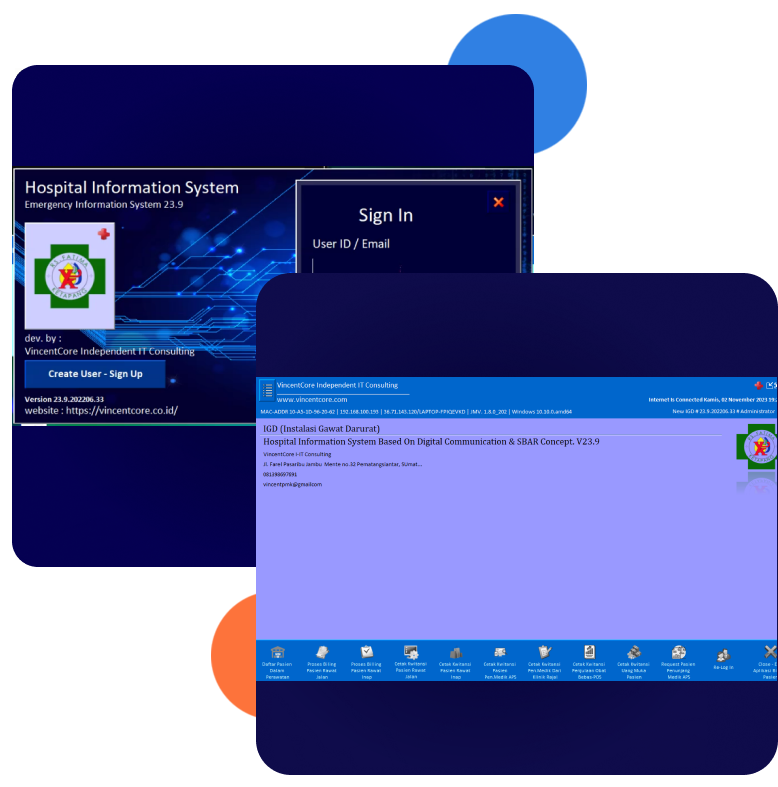 Hospital Information System
Emergency Information System 23.9
RS. FATIMA
KETAPANG
dev. by :
VincentCore Independent IT Consulting
Create User - Sign Up
Version 23.9.202206.33
website : https://vincentcore.co.id/
Sign In
User ID / Email
VincentCore Independent IT Consulting
www.vincentcore.com
Internet Is Connected Kamis, 02 November 2023 19:
MAC-ADDR 10-A5-1D-96-20-62 | 192.168.100.193 | 36.71.143.120/LAPTOP-FPIQEVKD | JMV. 1.8.0_202 | Windows 10.10.0.amd64
New IGD # 23.9.202206.33 # Administrator
IGD (Instalasi Gawat Darurat)
Hospital Information System Based On Digital Communication & SBAR Concept. V23.9
VincentCore I-IT Consulting
Jl. Farel Pasaribu Jambu Mente no.33 Pematangsiantar, SUmat...
081398697891
vincentpmk@gmailcom
Daftar Pasien Dalam Perawatan
Proses Billing Pasien Rawat Jalan
Proses Billing Pasien Rawat Inap
Cetak Kwitansi Pasien Rawat Jalan
Cetak Kwitansi Pasien Rawat Inap
Cetak Kwitansi Pasien Pen.Medik APS
Cetak Kwitansi Pen.Medik Dari Klinik Rajal
Cetak Kwitansi Penjualan Obat Bebas-POS
Cetak Kwitansi Uang Muka Pasien
Request Pasien Penunjang Medik APS
Re-Log In
Close -
Aplikasi